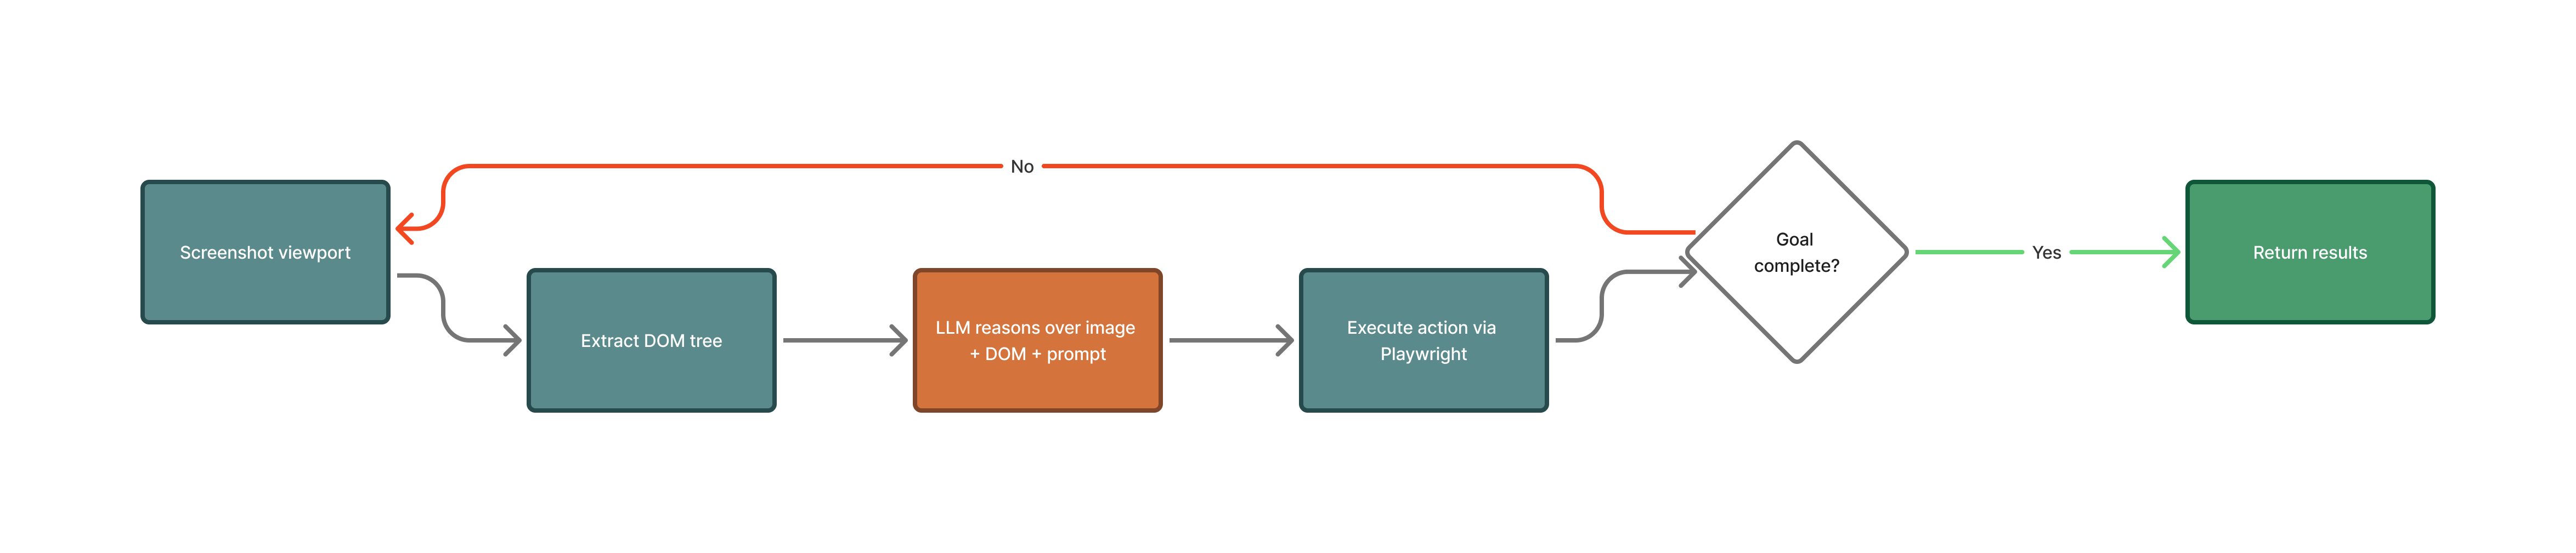 No
Screenshot viewport
Extract DOM tree
LLM reasons over image
+ DOM + prompt
Execute action via
Playwright
Goal
complete?
Yes
Return results